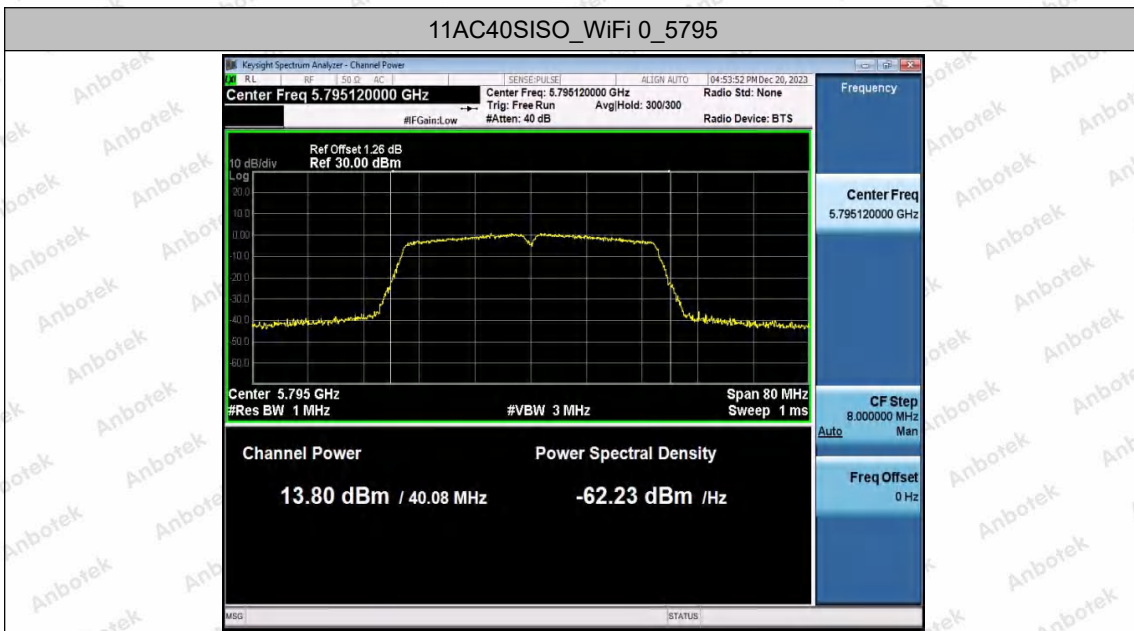 11AC40SISO_WiFi 0_5795
Keysight Spectrum Analyzer - Channel Power
RL RF 50 Ω AC SENSE:PULSE ALIGN AUTO 04:53:52 PM Dec 20, 2023
Center Freq 5.795120000 GHz
Center Freq: 5.795120000 GHz Radio Std: None
Trig: Free Run Avg|Hold: 300/300
#IFGain:Low #Atten: 40 dB Radio Device: BTS
Ref Offset 1.26 dB
10 dB/div Ref 30.00 dBm
Log
20.0
10.0
0.00
-10.0
-20.0
-30.0
-40.0
-50.0
-60.0
Center 5.795 GHz Span 80 MHz
#Res BW 1 MHz #VBW 3 MHz Sweep 1 ms
Channel Power Power Spectral Density
13.80 dBm / 40.08 MHz -62.23 dBm /Hz
MSG STATUS
Frequency
Center Freq
5.795120000 GHz
CF Step
8.000000 MHz
Auto Man
Freq Offset
0 Hz
Anbotek